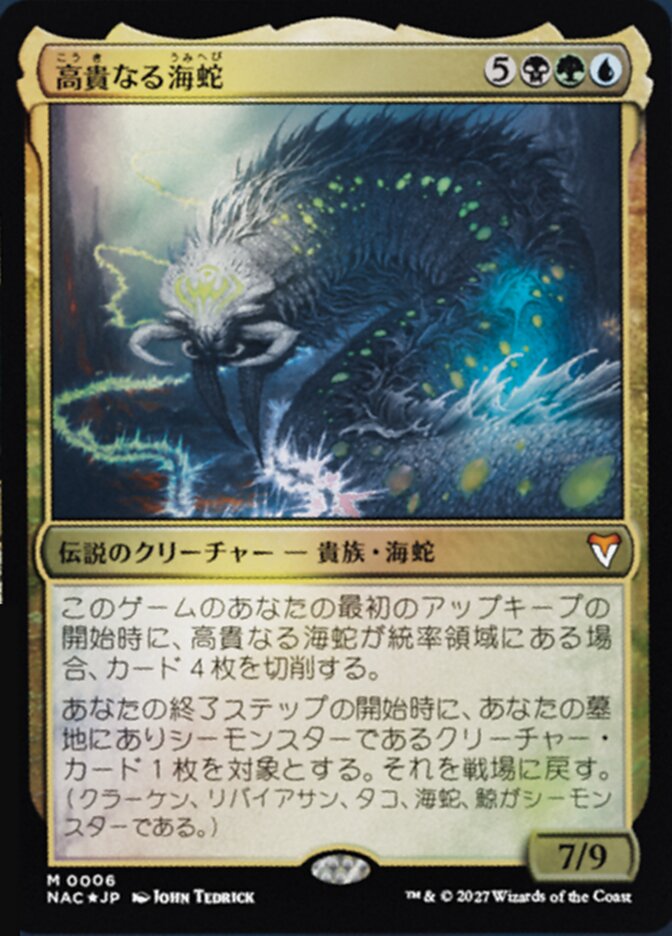 こうき うみへび
高貴なる海蛇 5
伝説のクリーチャー — 貴族・海蛇
このゲームのあなたの最初のアップキープの
開始時に、高貴なる海蛇が統率領域にある場
合、カード4枚を切削する。
あなたの終了ステップの開始時に、あなたの墓
地にありシーモンスターであるクリーチャー・
カード1枚を対象とする。それを戦場に戻す。
(クラーケン、リバイアサン、タコ、海蛇、鯨がシーモン
スターである。)
7/9
M 0006
NAC★JP JOHN TEDRICK
™ & © 2027 Wizards of the Coast